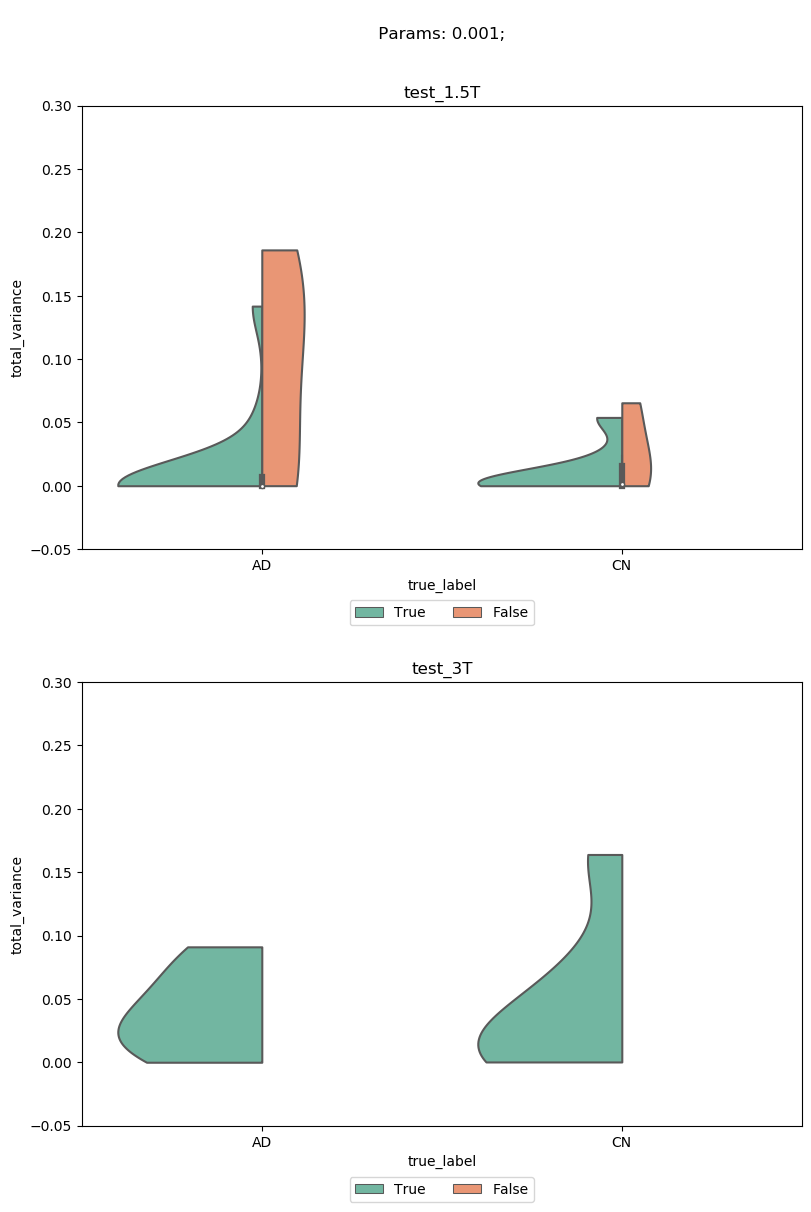 Params: 0.001;
test_1.5T
0.30
0.25
0.20
0.15
0.10
0.05
0.00
−0.05
total_variance
AD CN
true_label
True False
test_3T
0.30
0.25
0.20
0.15
0.10
0.05
0.00
−0.05
total_variance
AD CN
true_label
True False